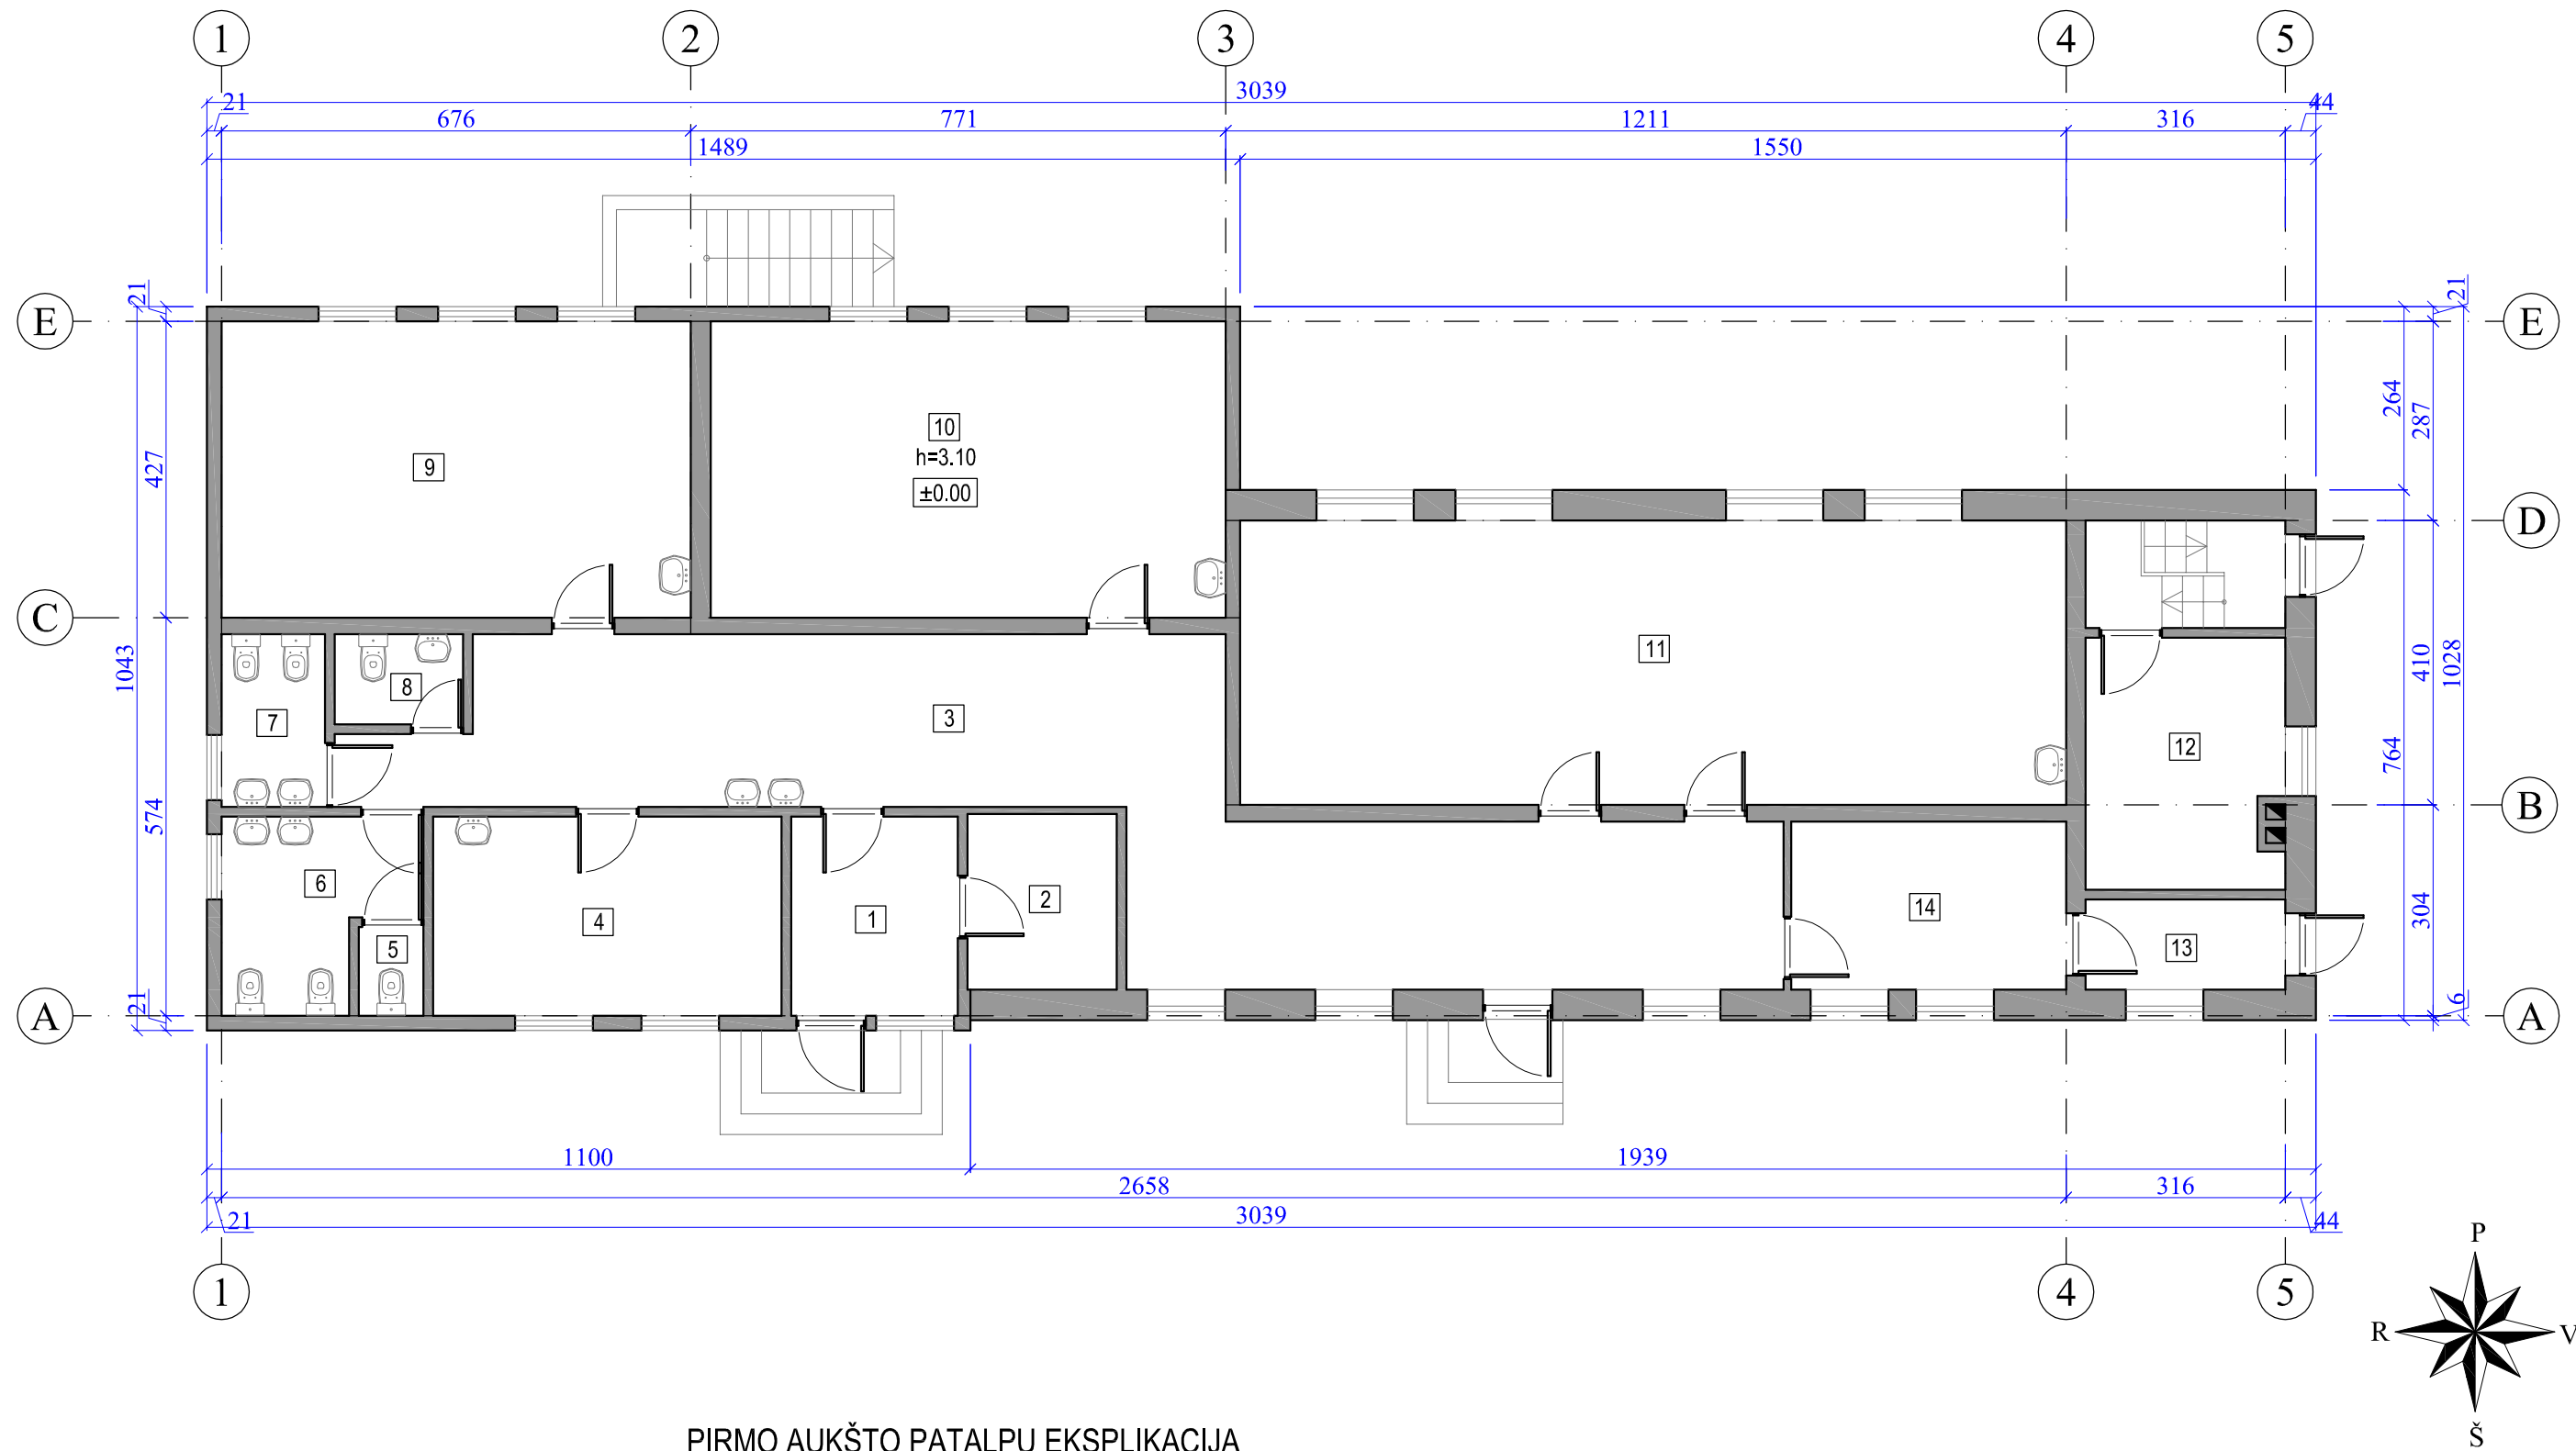 1 2 3 4 5
21 3039 44
676 771 1211 316
1489 1550
21 21
E E
264 287
427
10
h=3.10
9
±0.00
D
C
11
410 1028
1043
8
7 3
12
764
B
574
6 2
4 1 14
304
5 13
21 6
A A
1100 1939
2658 316
21 3039 44
P
1 4 5
R V
Š
PIRMO AUKŠTO PATALPU EKSPLIKACIJA